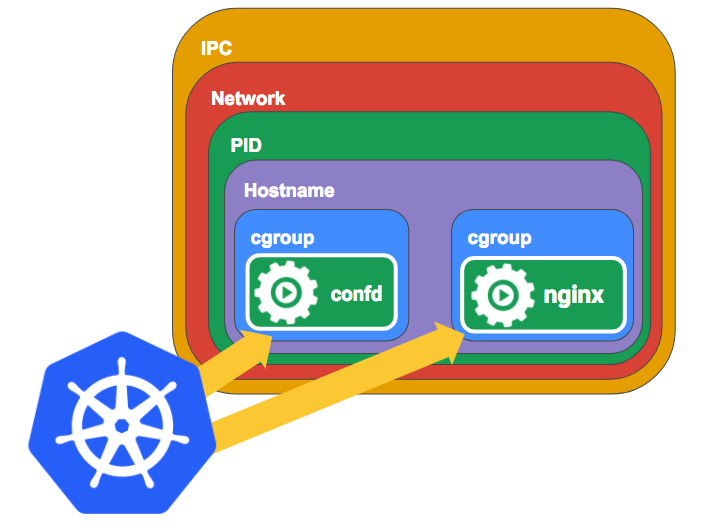 IPC
Network
PID
Hostname
cgroup
confd
cgroup
nginx